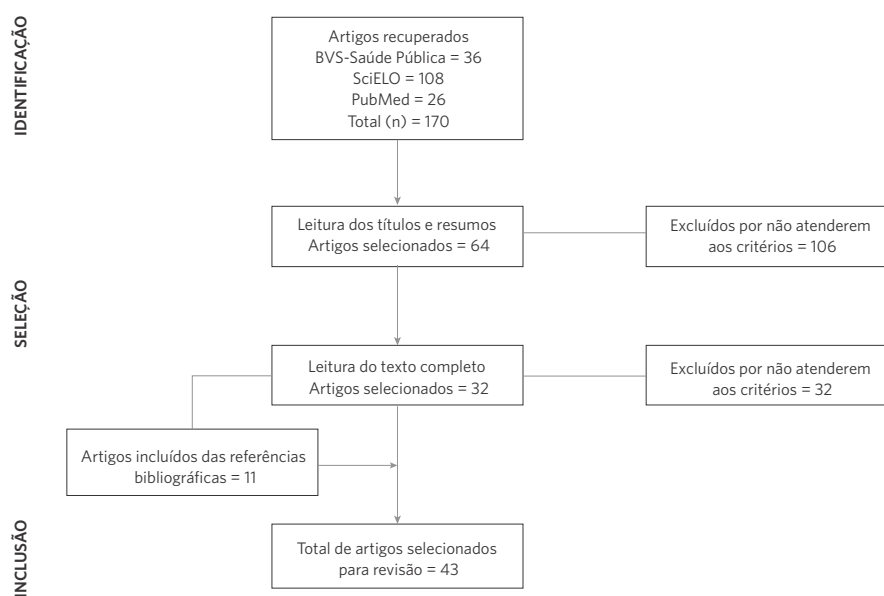 IDENTIFICAÇÃO
Artigos recuperados
BVS-Saúde Pública = 36
SciELO = 108
PubMed = 26
Total (n) = 170
SELEÇÃO
Leitura dos títulos e resumos
Artigos selecionados = 64
Excluídos por não atenderem
aos critérios = 106
Leitura do texto completo
Artigos selecionados = 32
Excluídos por não atenderem
aos critérios = 32
Artigos incluídos das referências
bibliográficas = 11
INCLUSÃO
Total de artigos selecionados
para revisão = 43